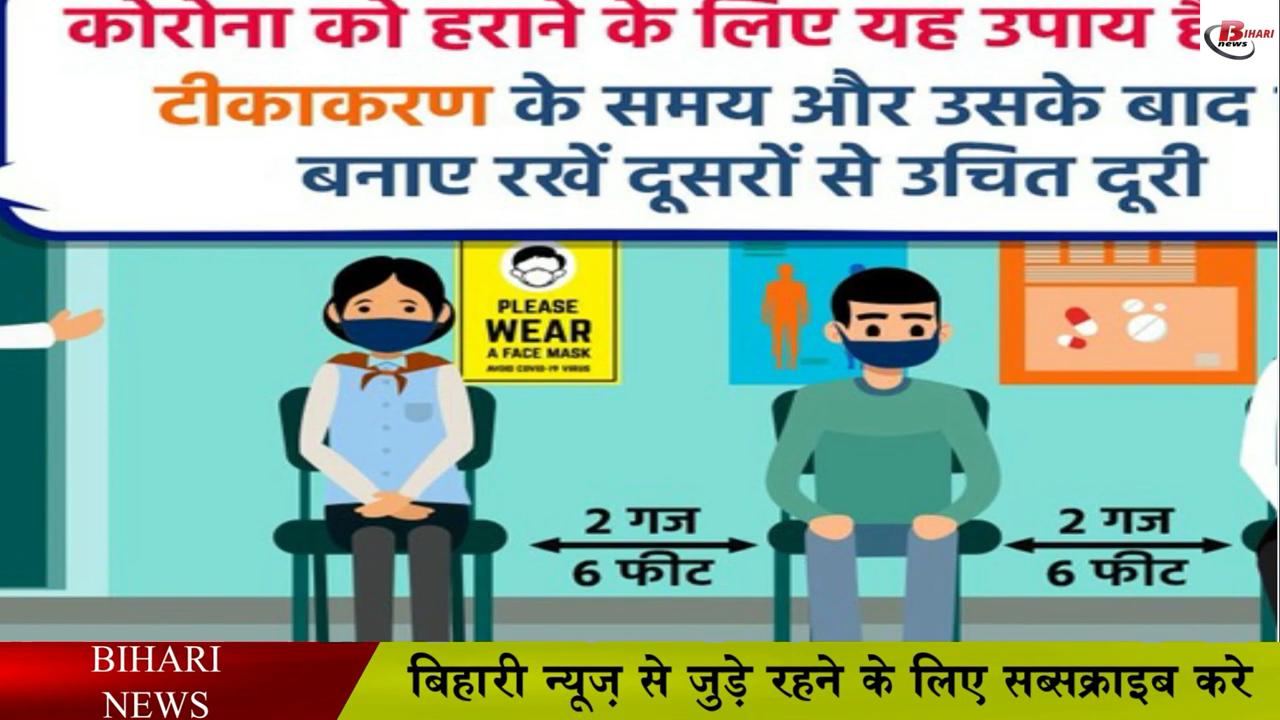 कोरोना को हराने के लिए यह उपाय
टीकाकरण के समय और उसके बाद
बनाए रखें दूसरों से उचित दूरी
BIHARI
news
PLEASE
WEAR
A FACE MASK
AVOID COVID-19 VIRUS
2 गज
6 फीट
2 गज
6 फीट
BIHARI
NEWS
बिहारी न्यूज़ से जुड़े रहने के लिए सब्सक्राइब करे